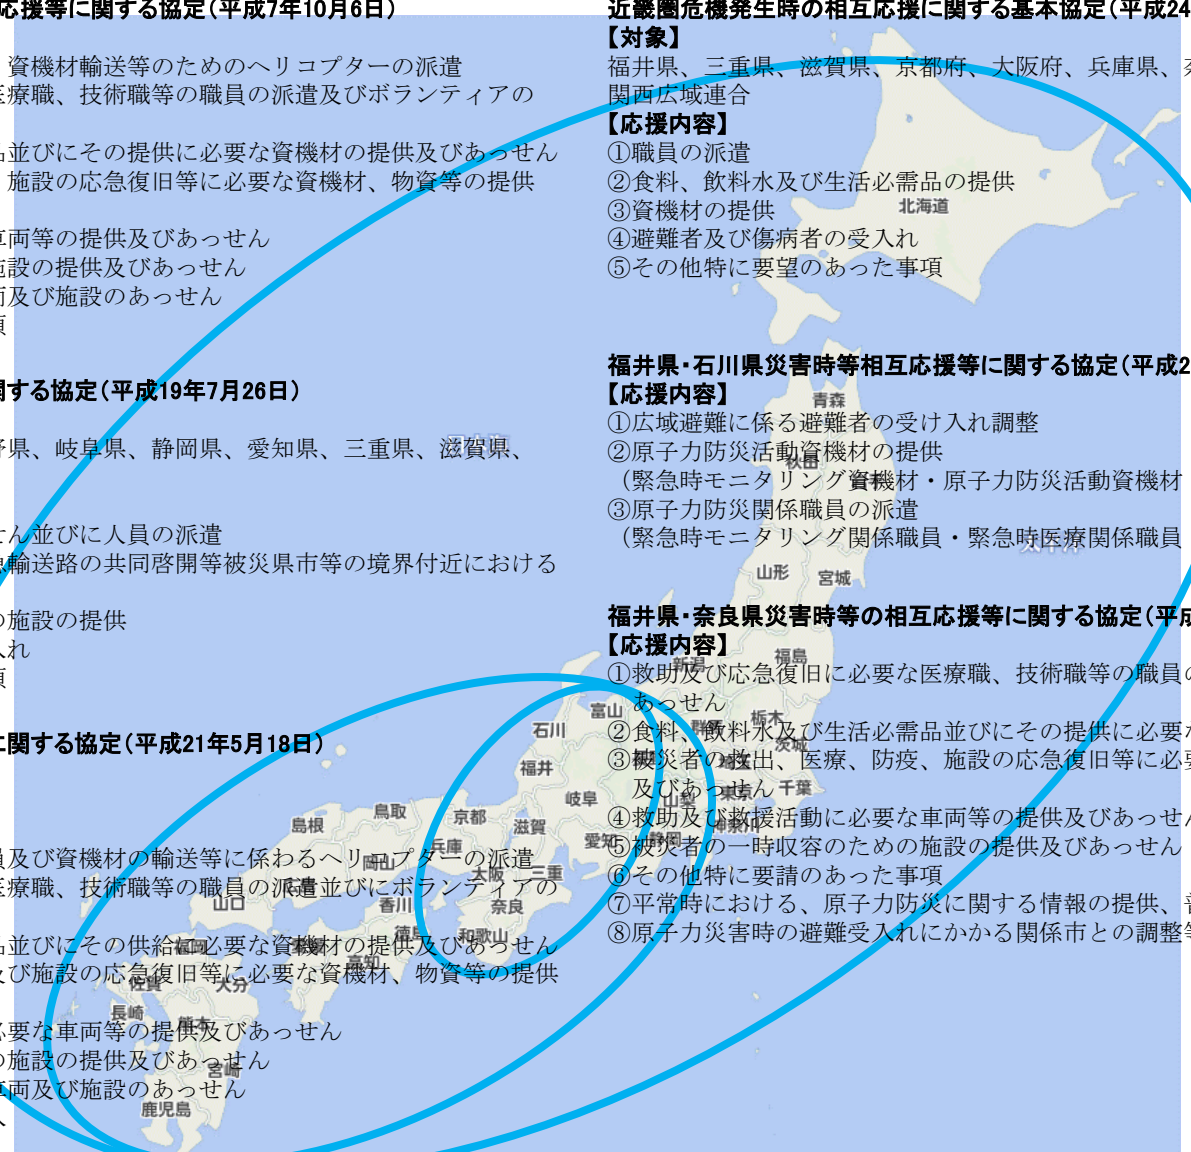 応援等に関する協定（平成7年10月6日）
資機材輸送等のためのヘリコプターの派遣
医療職、技術職等の職員の派遣及びボランティアの
品並びにその提供に必要な資機材の提供及びあっせん
施設の応急復旧等に必要な資機材、物資等の提供
車両等の提供及びあっせん
施設の提供及びあっせん
両及び施設のあっせん
項
関する協定（平成19年7月26日）
野県、岐阜県、静岡県、愛知県、三重県、滋賀県、
せん並びに人員の派遣
急輸送路の共同啓開等被災県市等の境界付近における
の施設の提供
入れ
項
に関する協定（平成21年5月18日）
員及び資機材の輸送等に係わるヘリコプターの派遣
医療職、技術職等の職員の派遣並びにボランティアの
品並びにその供給に必要な資機材の提供及びあっせん
及び施設の応急復旧等に必要な資機材、物資等の提供
必要な車両等の提供及びあっせん
の施設の提供及びあっせん
車両及び施設のあっせん
近畿圏危機発生時の相互応援に関する基本協定（平成24
【対象】
福井県、三重県、滋賀県、京都府、大阪府、兵庫県、奈
関西広域連合
【応援内容】
①職員の派遣
②食料、飲料水及び生活必需品の提供
③資機材の提供
④避難者及び傷病者の受入れ
⑤その他特に要望のあった事項
福井県・石川県災害時等相互応援等に関する協定（平成2
【応援内容】
①広域避難に係る避難者の受け入れ調整
②原子力防災活動資機材の提供
（緊急時モニタリング資機材・原子力防災活動資機材
③原子力防災関係職員の派遣
（緊急時モニタリング関係職員・緊急時医療関係職員
福井県・奈良県災害時等の相互応援等に関する協定（平成
【応援内容】
①救助及び応急復旧に必要な医療職、技術職等の職員の
あっせん
②食料、飲料水及び生活必需品並びにその提供に必要な
③被災者の救出、医療、防疫、施設の応急復旧等に必要
及びあっせん
④救助及び救援活動に必要な車両等の提供及びあっせん
⑤被災者の一時収容のための施設の提供及びあっせん
⑥その他特に要請のあった事項
⑦平常時における、原子力防災に関する情報の提供、普
⑧原子力災害時の避難受入れにかかる関係市との調整等
北海道
青森
秋田
山形
宮城
新潟
福島
富山
石川
群馬
栃木
茨城
福井
埼玉
岐阜
山梨
東京
千葉
鳥取
京都
島根
滋賀
愛知
静岡
神奈川
兵庫
岡山
大阪
三重
山口
香川
奈良
徳島
和歌山
福岡
高知
佐賀
大分
長崎
熊本
宮崎
鹿児島